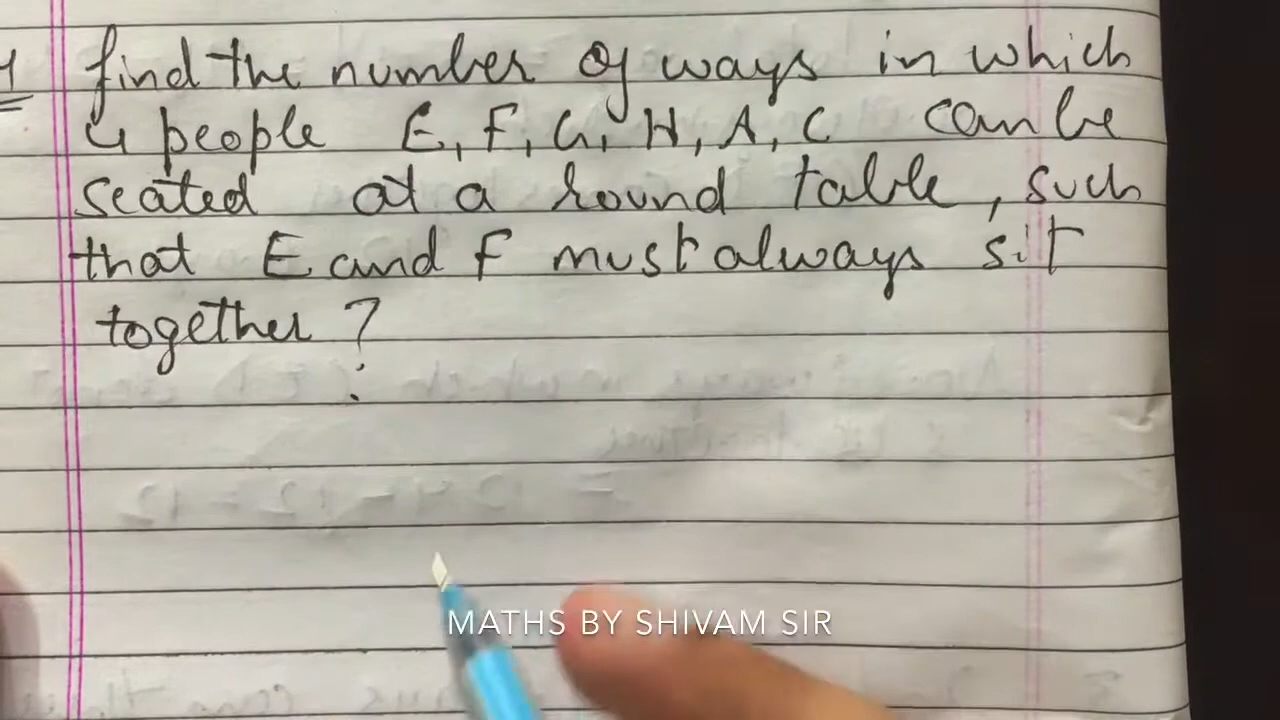 find the number of ways in which
4 people E, F, G, H, A, C can be
seated at a round table, such
that E and F must always sit
together?
MATHS BY SHIVAM SIR